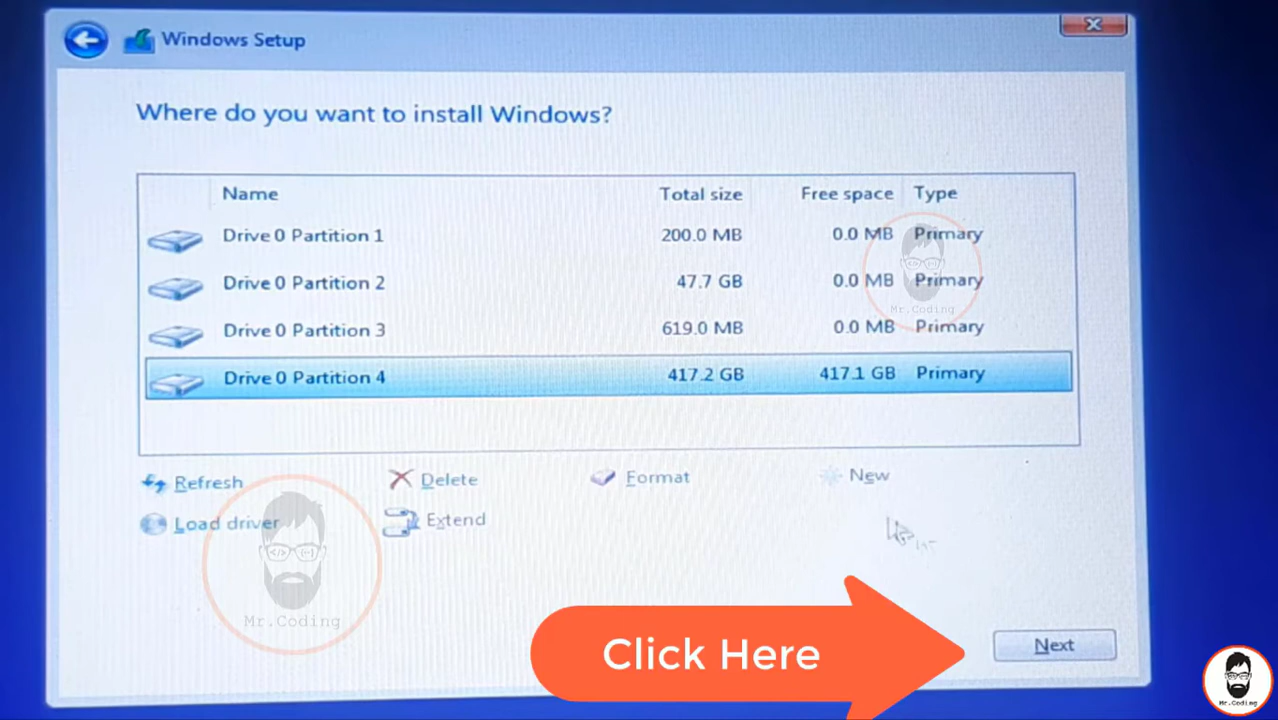 Windows Setup
Where do you want to install Windows?
Name Total size Free space Type
Drive 0 Partition 1 200.0 MB 0.0 MB Primary
Drive 0 Partition 2 47.7 GB 0.0 MB Primary
Mr.Coding
Drive 0 Partition 3 619.0 MB 0.0 MB Primary
Drive 0 Partition 4 417.2 GB 417.1 GB Primary
Refresh Delete Format New
Load driver Extend
</> {··}
Mr.Coding
Click Here
Next
Mr.Coding